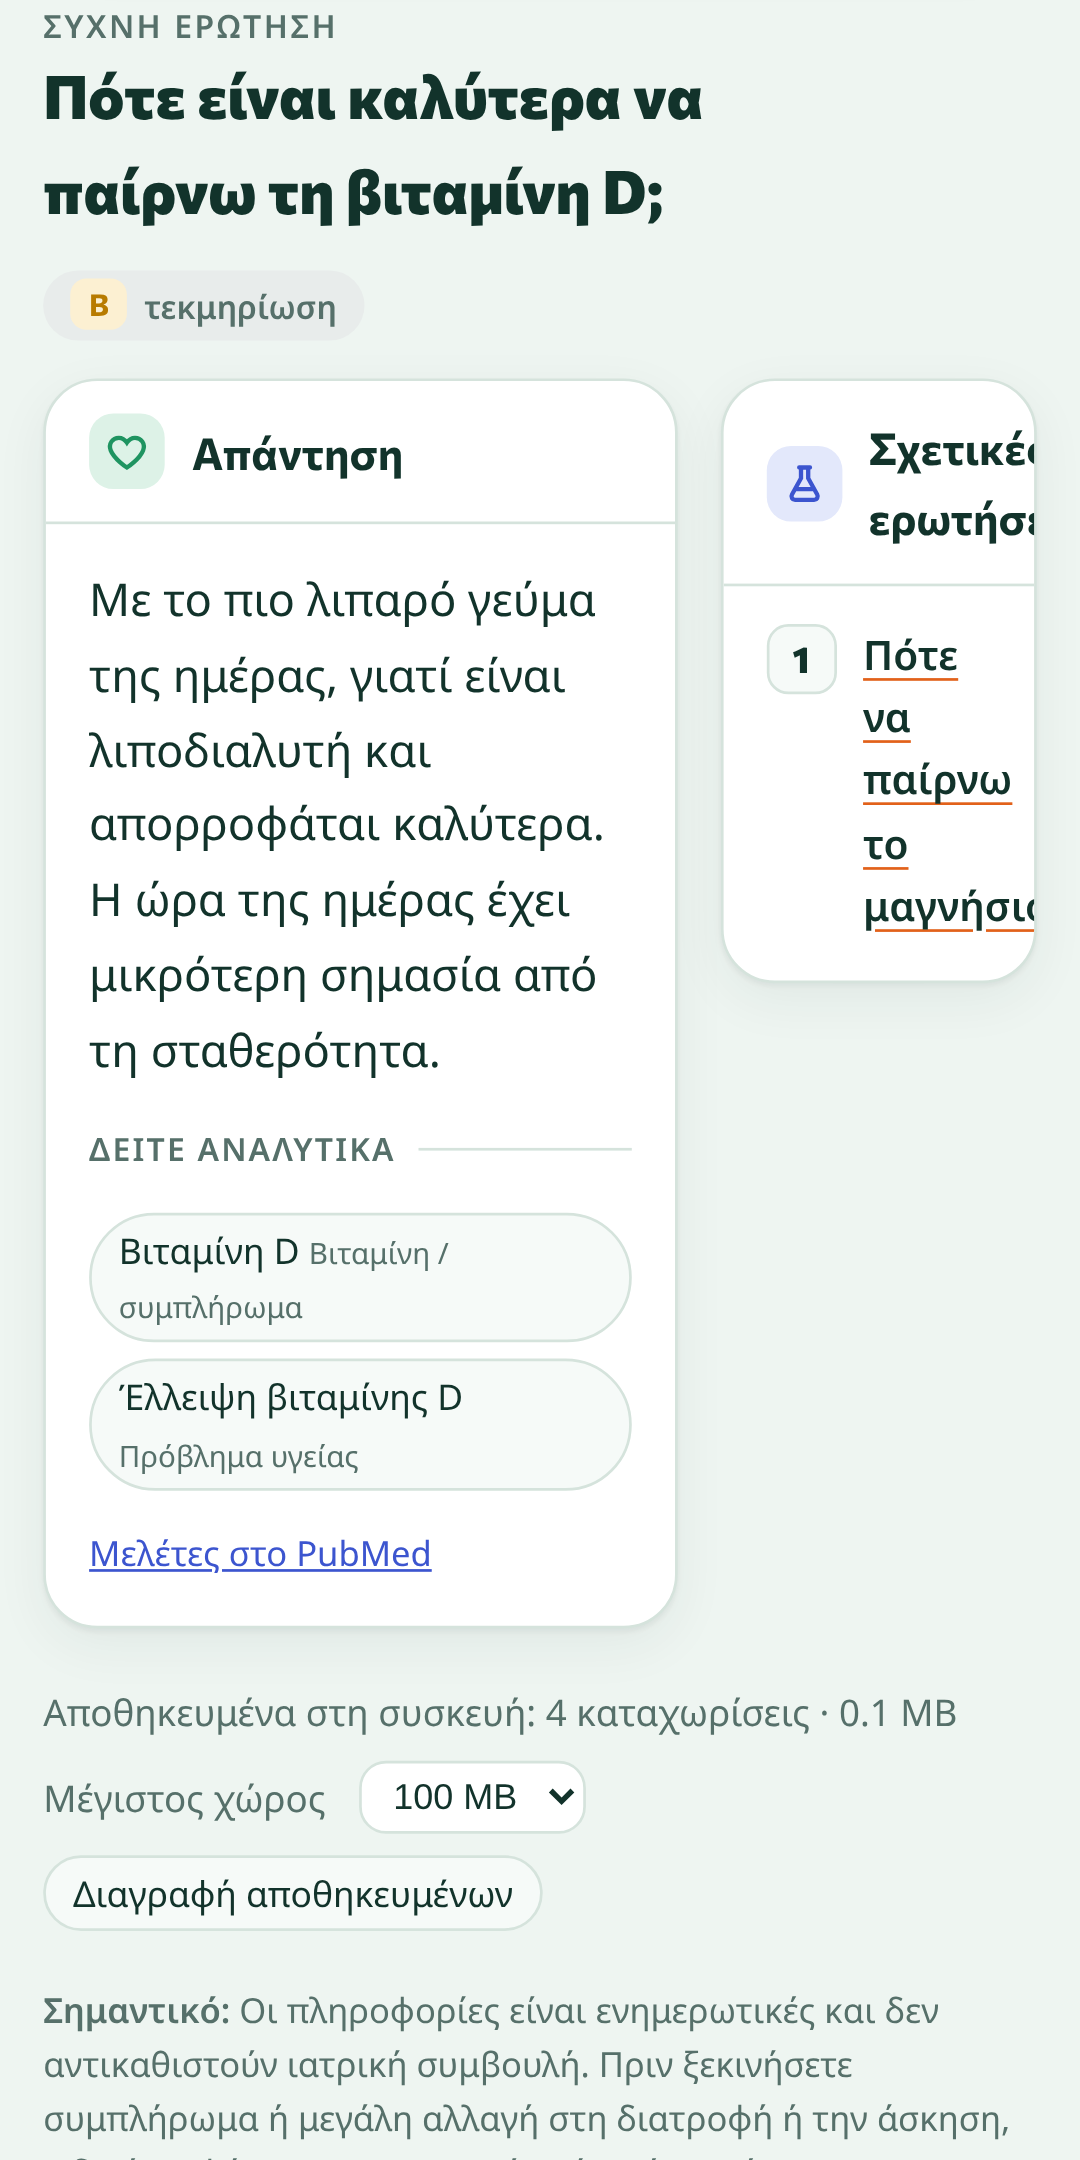 ΣΥΧΝΗ ΕΡΩΤΗΣΗ
Πότε είναι καλύτερα να
παίρνω τη βιταμίνη D;
B τεκμηρίωση
Απάντηση
Με το πιο λιπαρό γεύμα
της ημέρας, γιατί είναι
λιποδιαλυτή και
απορροφάται καλύτερα.
Η ώρα της ημέρας έχει
μικρότερη σημασία από
τη σταθερότητα.
ΔΕΙΤΕ ΑΝΑΛΥΤΙΚΑ
Βιταμίνη D Βιταμίνη /
συμπλήρωμα
Έλλειψη βιταμίνης D
Πρόβλημα υγείας
Μελέτες στο PubMed
Σχετικές
1 Πότε
να
παίρνω
το
Αποθηκευμένα στη συσκευή: 4 καταχωρίσεις · 0.1 MB
Μέγιστος χώρος 100 MB
Διαγραφή αποθηκευμένων
Σημαντικό: Οι πληροφορίες είναι ενημερωτικές και δεν
αντικαθιστούν ιατρική συμβουλή. Πριν ξεκινήσετε
συμπλήρωμα ή μεγάλη αλλαγή στη διατροφή ή την άσκηση,